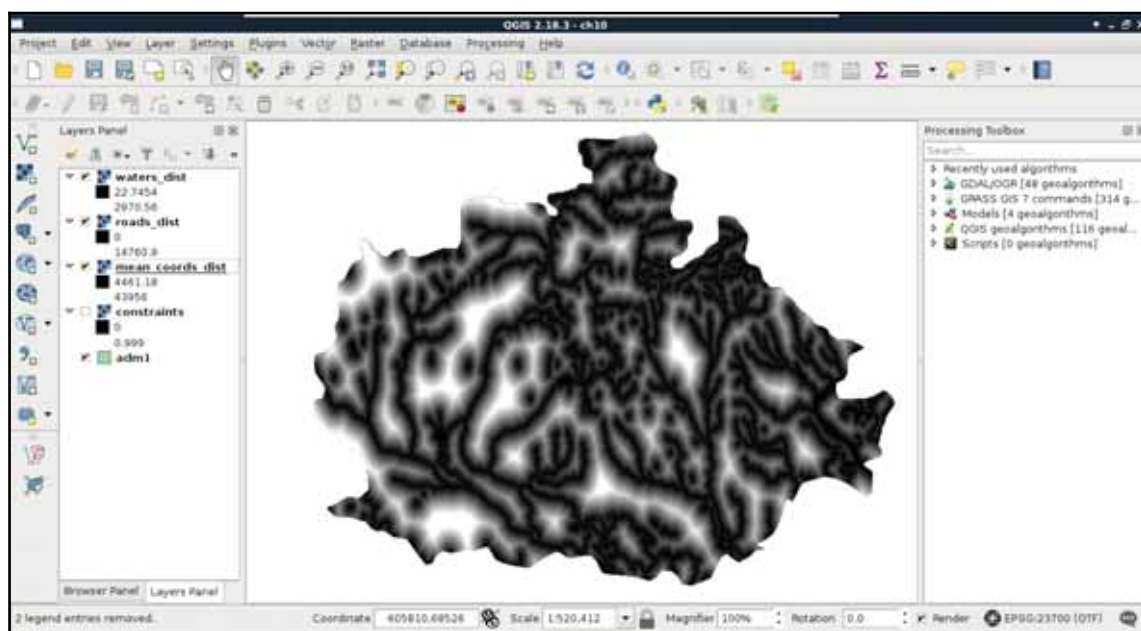 QGIS 2.18.3 - ch10
Project Edit View Layer Settings Plugins Vector Raster Database Processing Help
Layers Panel
waters_dist
22.7454
2970.56
roads_dist
0
14760.9
mean_coords_dist
4461.18
43956
constraints
0
0.999
adm1
Browser Panel Layers Panel
Processing Toolbox
Search...
Recently used algorithms
GDAL/OGR [48 geoalgorithms]
GRASS GIS 7 commands [314 g...
Models [4 geoalgorithms]
QGIS geoalgorithms [116 geoal...
Scripts [0 geoalgorithms]
2 legend entries removed. Coordinate 605810,69526 Scale 1:520,412 Magnifier 100% Rotation 0.0 Render EPSG:23700 (OTF)